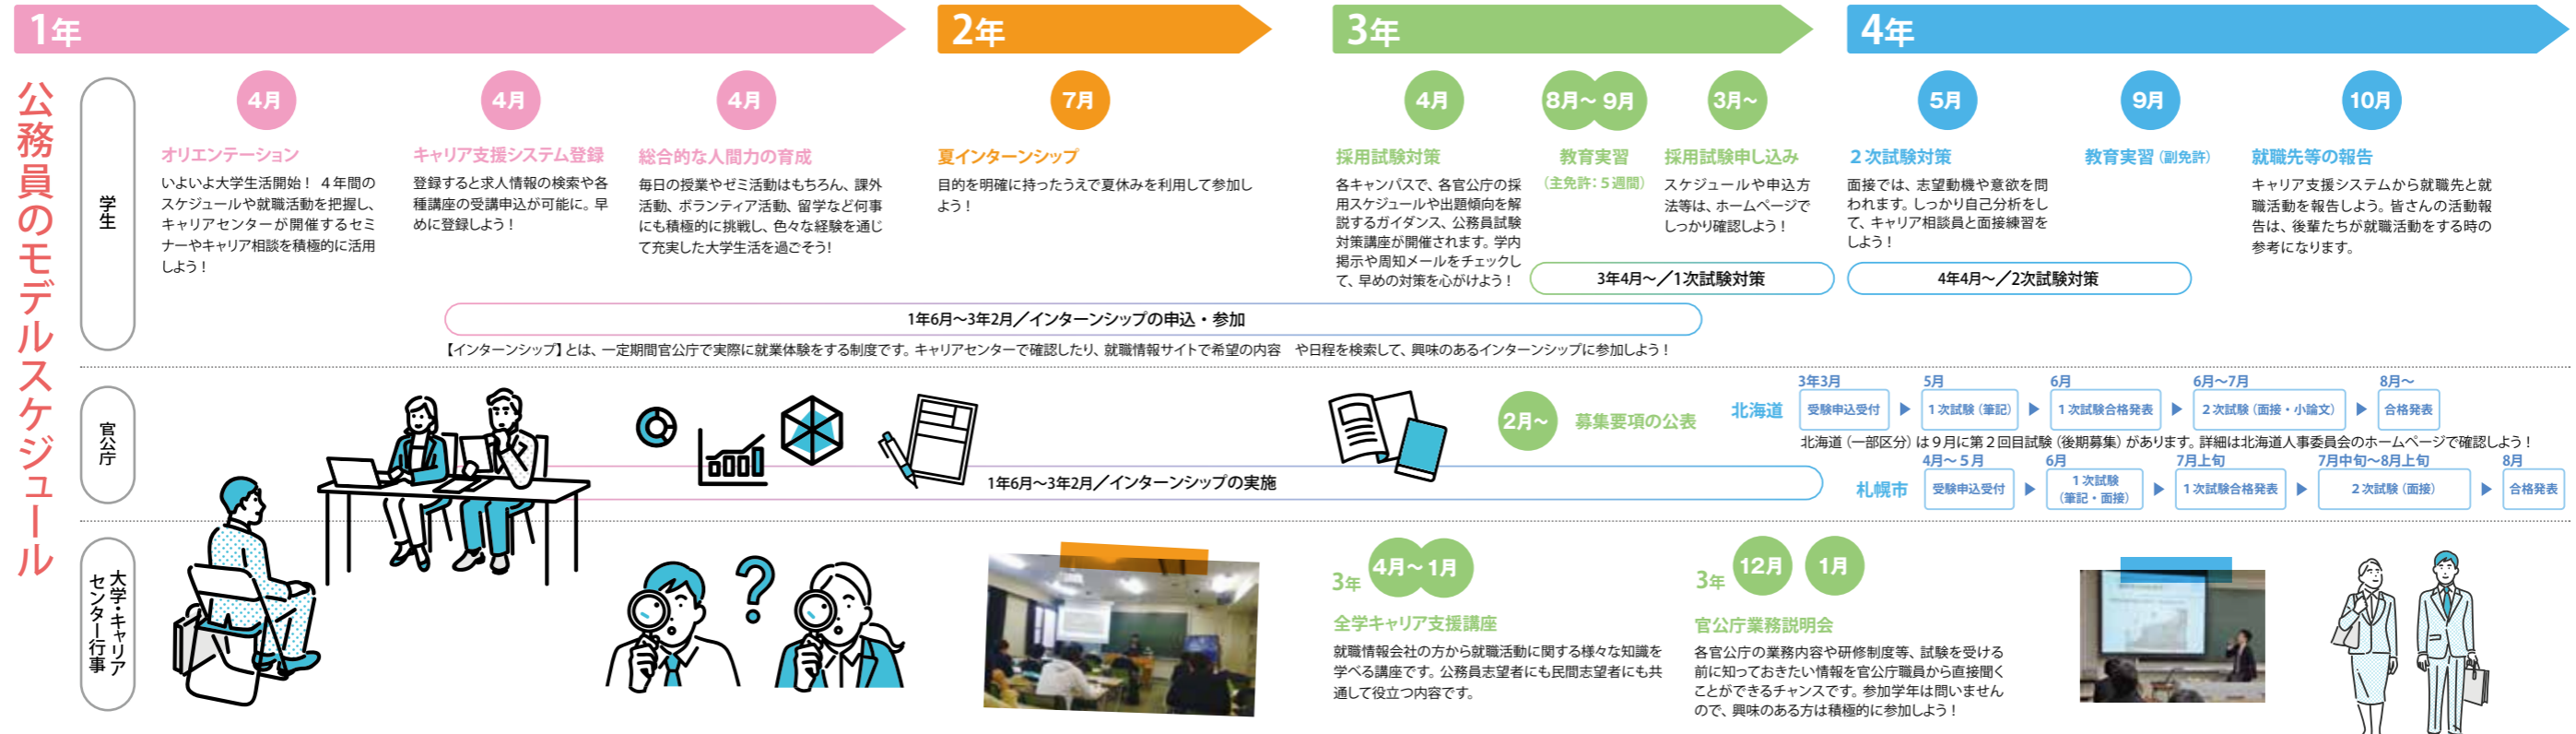 1年
2年
3年
4年
公務員のモデルスケジュール
学生
4月
オリエンテーション
いよいよ大学生活開始！ ４年間の
スケジュールや就職活動を把握し、
キャリアセンターが開催するセミ
ナーやキャリア相談を積極的に活用
しよう！
4月
キャリア支援システム登録
登録すると求人情報の検索や各
種講座の受講申込が可能に。早
めに登録しよう！
4月
総合的な人間力の育成
毎日の授業やゼミ活動はもちろん、課外
活動、ボランティア活動、留学など何事
にも積極的に挑戦し、色々な経験を通じ
て充実した大学生活を過ごそう!
7月
夏インターンシップ
目的を明確に持ったうえで夏休みを利用して参加し
よう！
4月
採用試験対策
各キャンパスで、各官公庁の採
用スケジュールや出題傾向を解
説するガイダンス、公務員試験
対策講座が開催されます。学内
掲示や周知メールをチェックし
て、早めの対策を心がけよう！
8月～9月
教育実習
（主免許：５週間）
3月～
採用試験申し込み
スケジュールや申込方
法等は、ホームページで
しっかり確認しよう！
3年4月～／1次試験対策
5月
２次試験対策
面接では、志望動機や意欲を問
われます。しっかり自己分析をし
て、キャリア相談員と面接練習を
しよう！
9月
教育実習（副免許）
4年4月～／2次試験対策
10月
就職先等の報告
キャリア支援システムから就職先と就
職活動を報告しよう。皆さんの活動報
告は、後輩たちが就職活動をする時の
参考になります。
1年6月～3年2月／インターンシップの申込・参加
【インターンシップ】とは、一定期間官公庁で実際に就業体験をする制度です。キャリアセンターで確認したり、就職情報サイトで希望の内容　や日程を検索して、興味のあるインターンシップに参加しよう！
官公庁
1年6月～3年2月／インターンシップの実施
2月～
募集要項の公表
北海道
3年3月
受験申込受付
5月
１次試験（筆記）
6月
１次試験合格発表
6月～7月
２次試験（面接・小論文）
8月～
合格発表
北海道（一部区分）は９月に第２回目試験（後期募集）があります。詳細は北海道人事委員会のホームページで確認しよう！
札幌市
4月～５月
受験申込受付
6月
１次試験
（筆記・面接）
7月上旬
１次試験合格発表
7月中旬～8月上旬
２次試験（面接）
8月
合格発表
大学・キャリア
センター行事
3年
4月～1月
全学キャリア支援講座
就職情報会社の方から就職活動に関する様々な知識を
学べる講座です。公務員志望者にも民間志望者にも共
通して役立つ内容です。
3年
12月
1月
官公庁業務説明会
各官公庁の業務内容や研修制度等、試験を受ける
前に知っておきたい情報を官公庁職員から直接聞く
ことができるチャンスです。参加学年は問いません
ので、興味のある方は積極的に参加しよう！